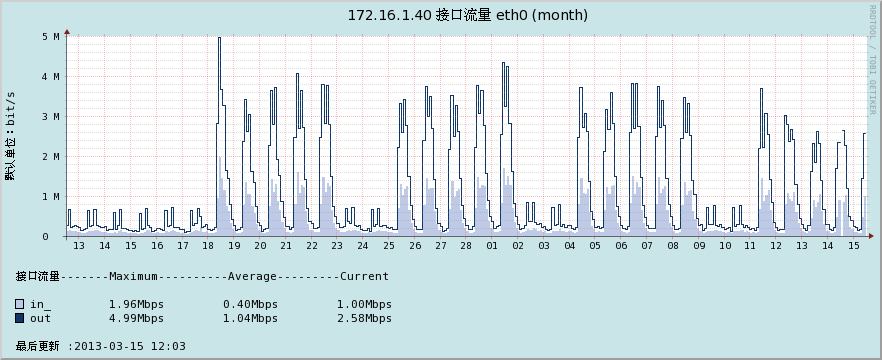 172.16.1.40 接口流量 eth0 (month)
RRDTOOL / TOBI OETIKER
默认单位：bit/s
5 M
4 M
3 M
2 M
1 M
0
13 14 15 16 17 18 19 20 21 22 23 24 25 26 27 28 01 02 03 04 05 06 07 08 09 10 11 12 13 14 15
接口流量-------Maximum----------Average---------Current
in_ 1.96Mbps 0.40Mbps 1.00Mbps
out 4.99Mbps 1.04Mbps 2.58Mbps
最后更新 :2013-03-15 12:03